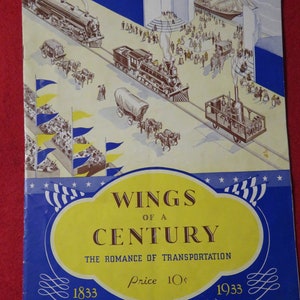 WINGS
OF A
CENTURY
THE ROMANCE OF TRANSPORTATION
Price 10¢
1833 1933